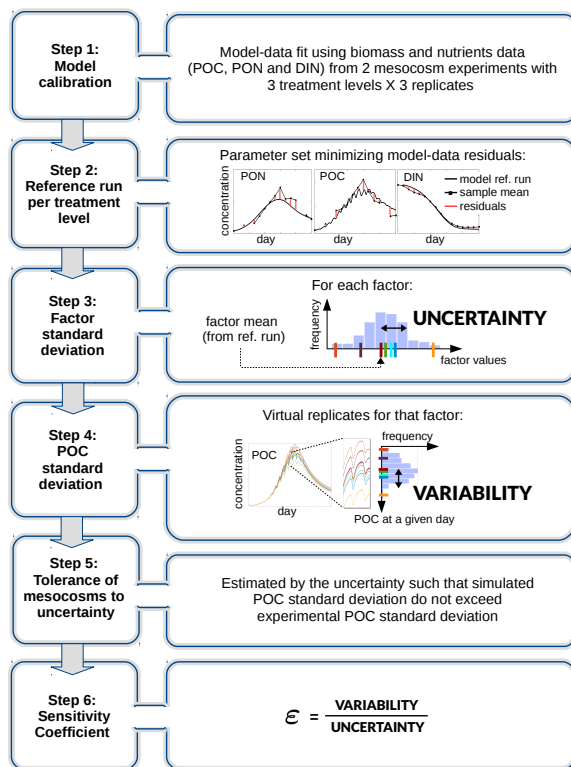 Step 1:
Model
calibration
Model-data fit using biomass and nutrients data
(POC, PON and DIN) from 2 mesocosm experiments with
3 treatment levels X 3 replicates
Step 2:
Reference run
per treatment
level
Parameter set minimizing model-data residuals:
concentration
PON
POC
DIN
model ref. run
sample mean
residuals
day
day
Step 3:
Factor
standard
deviation
For each factor:
factor mean
(from ref. run)
frequency
UNCERTAINTY
factor values
Step 4:
POC
standard
deviation
Virtual replicates for that factor:
concentration
POC
day
frequency
VARIABILITY
POC at a given day
Step 5:
Tolerance of
mesocosms to
uncertainty
Estimated by the uncertainty such that simulated
POC standard deviation do not exceed
experimental POC standard deviation
Step 6:
Sensitivity
Coefficient
ε = VARIABILITY
UNCERTAINTY